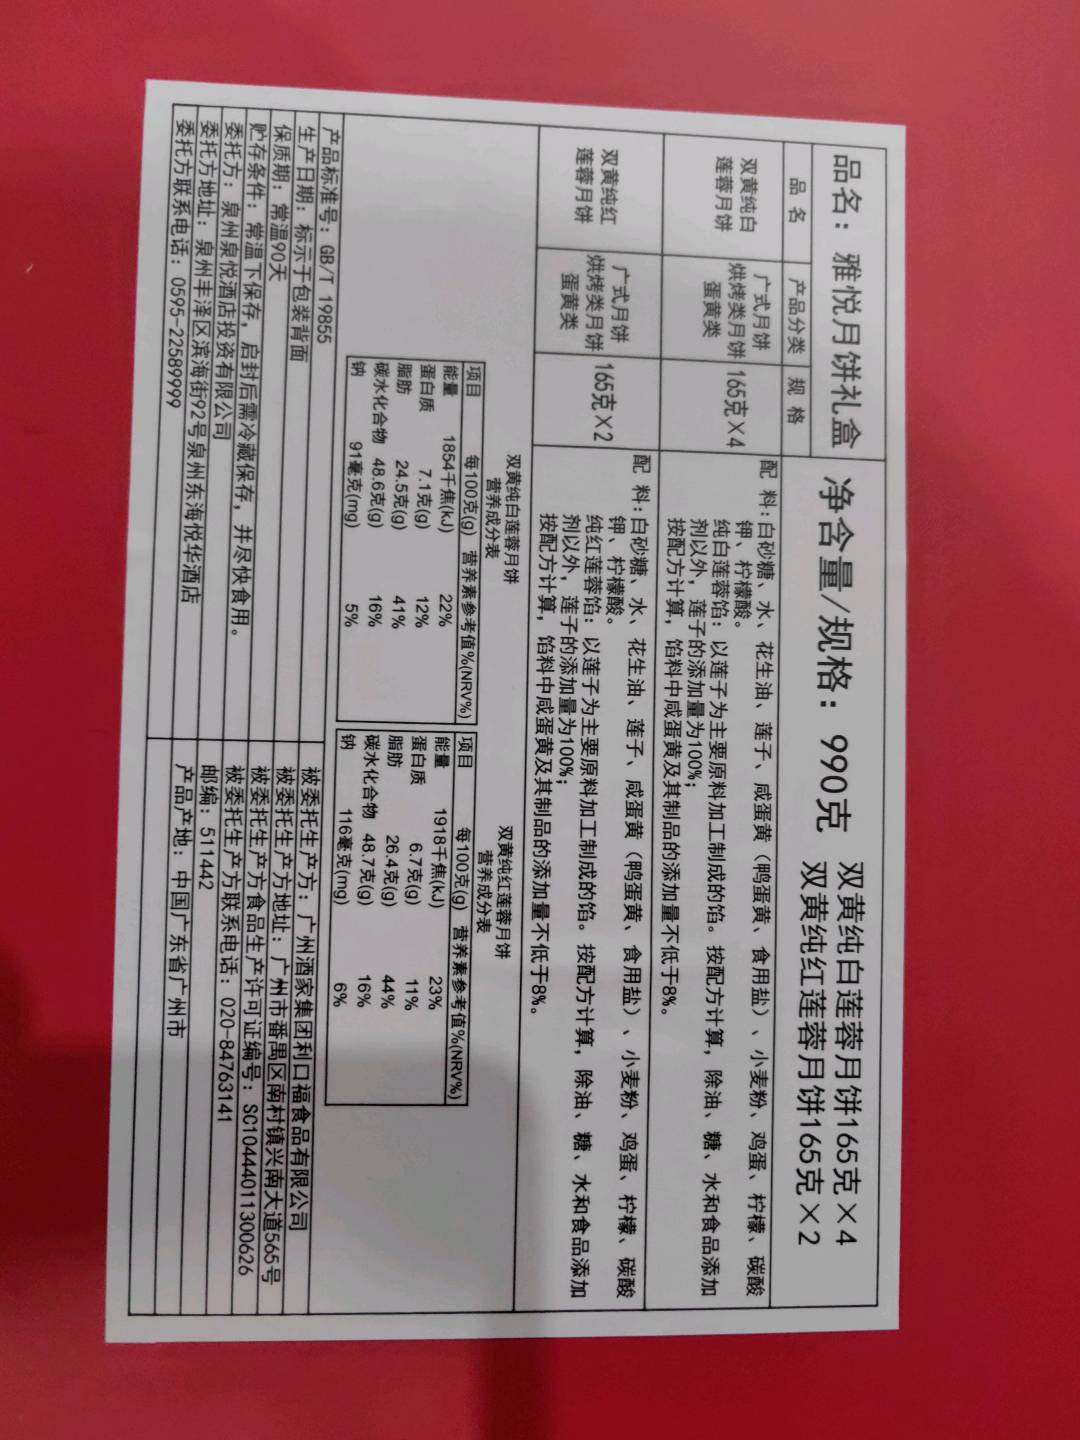 品名：雅悦月饼礼盒 净含量/规格：990克 双黄纯白莲蓉月饼165克×4
双黄纯红莲蓉月饼165克×2
品 名 产品分类 规 格
双黄纯白
莲蓉月饼
广式月饼
烘烤类月饼
蛋黄类
165克×4
配 料：白砂糖、水、花生油、莲子、咸蛋黄（鸭蛋黄、食用盐）、小麦粉、鸡蛋、柠檬、碳酸
钾、柠檬酸。
纯白莲蓉馅：以莲子为主要原料加工制成的馅。按配方计算，除油、糖、水和食品添加
剂以外，莲子的添加量为100%；
按配方计算，馅料中咸蛋黄及其制品的添加量不低于8%。
双黄纯红
莲蓉月饼
广式月饼
烘烤类月饼
蛋黄类
165克×2
配 料：白砂糖、水、花生油、莲子、咸蛋黄（鸭蛋黄、食用盐）、小麦粉、鸡蛋、柠檬、碳酸
钾、柠檬酸。
纯红莲蓉馅：以莲子为主要原料加工制成的馅。按配方计算，除油、糖、水和食品添加
剂以外，莲子的添加量为100%；
按配方计算，馅料中咸蛋黄及其制品的添加量不低于8%。
双黄纯白莲蓉月饼
营养成分表
项目 每100克(g) 营养素参考值%(NRV%)
能量 1854千焦(kJ) 22%
蛋白质 7.1克(g) 12%
脂肪 24.5克(g) 41%
碳水化合物 48.6克(g) 16%
钠 91毫克(mg) 5%
双黄纯红莲蓉月饼
营养成分表
项目 每100克(g) 营养素参考值%(NRV%)
能量 1918千焦(kJ) 23%
蛋白质 6.7克(g) 11%
脂肪 26.4克(g) 44%
碳水化合物 48.7克(g) 16%
钠 116毫克(mg) 6%
产品标准号：GB/T 19855
生产日期：标示于包装背面
保质期：常温90天
贮存条件：常温下保存，启封后需冷藏保存，并尽快食用。
委托方：泉州泉悦酒店投资有限公司
委托方地址：泉州丰泽区滨海街92号泉州东海悦华酒店
委托方联系电话：0595-22589999
被委托生产方：广州酒家集团利口福食品有限公司
被委托生产方地址：广州市番禺区南村镇兴南大道565号
被委托生产方食品生产许可证编号：SC10444011300626
被委托生产方联系电话：020-84763141
邮编：511442
产品产地：中国广东省广州市